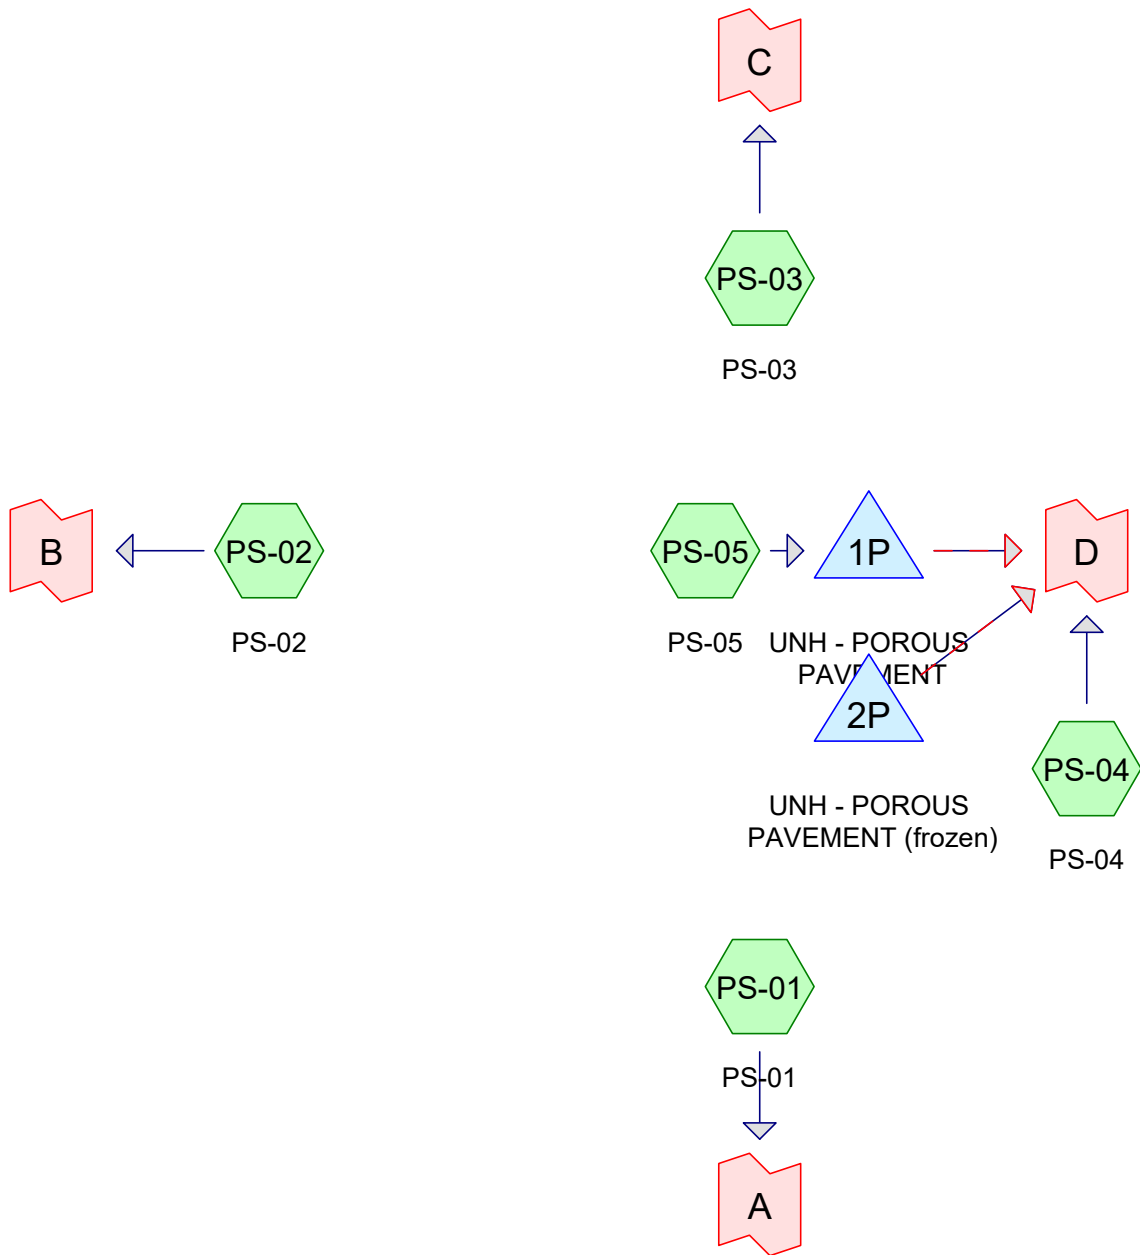 C
PS-03
PS-03
B
PS-02
PS-02
PS-05
PS-05
1P
UNH - POROUS
PAVEMENT
D
2P
UNH - POROUS
PAVEMENT (frozen)
PS-04
PS-04
PS-01
PS-01
A